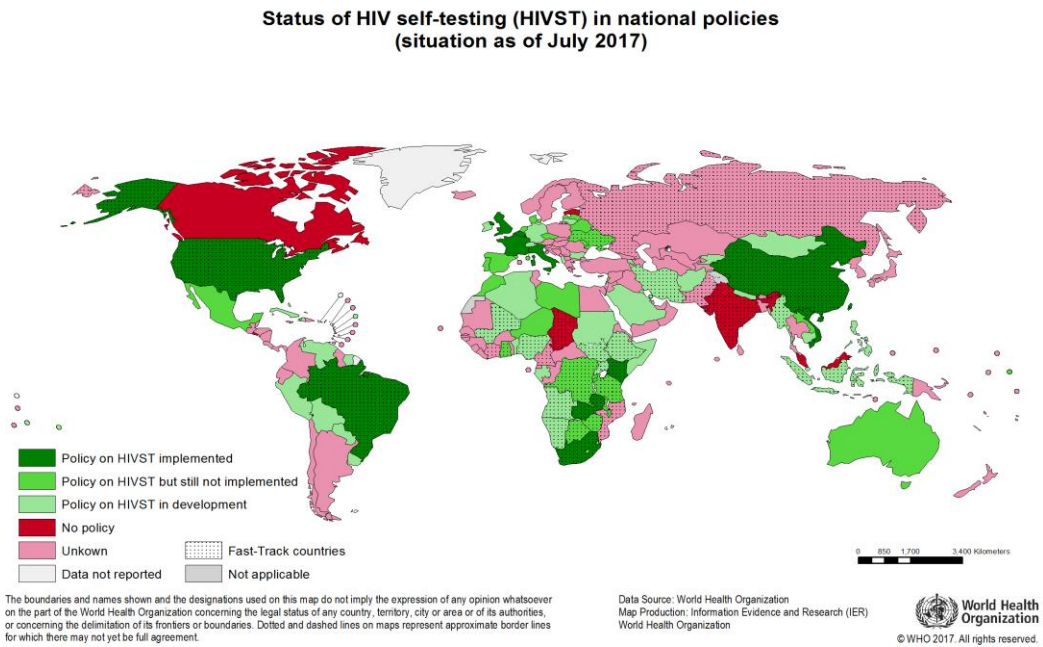 Status of HIV self-testing (HIVST) in national policies
(situation as of July 2017)
Policy on HIVST implemented
Policy on HIVST but still not implemented
Policy on HIVST in development
No policy
Unkown
Fast-Track countries
Data not reported
Not applicable
0 850 1,700 3,400 Kilometers
The boundaries and names shown and the designations used on this map do not imply the expression of any opinion whatsoever
on the part of the World Health Organization concerning the legal status of any country, territory, city or area or of its authorities,
or concerning the delimitation of its frontiers or boundaries. Dotted and dashed lines on maps represent approximate border lines
for which there may not yet be full agreement.
Data Source: World Health Organization
Map Production: Information Evidence and Research (IER)
World Health Organization
World Health
Organization
© WHO 2017. All rights reserved.